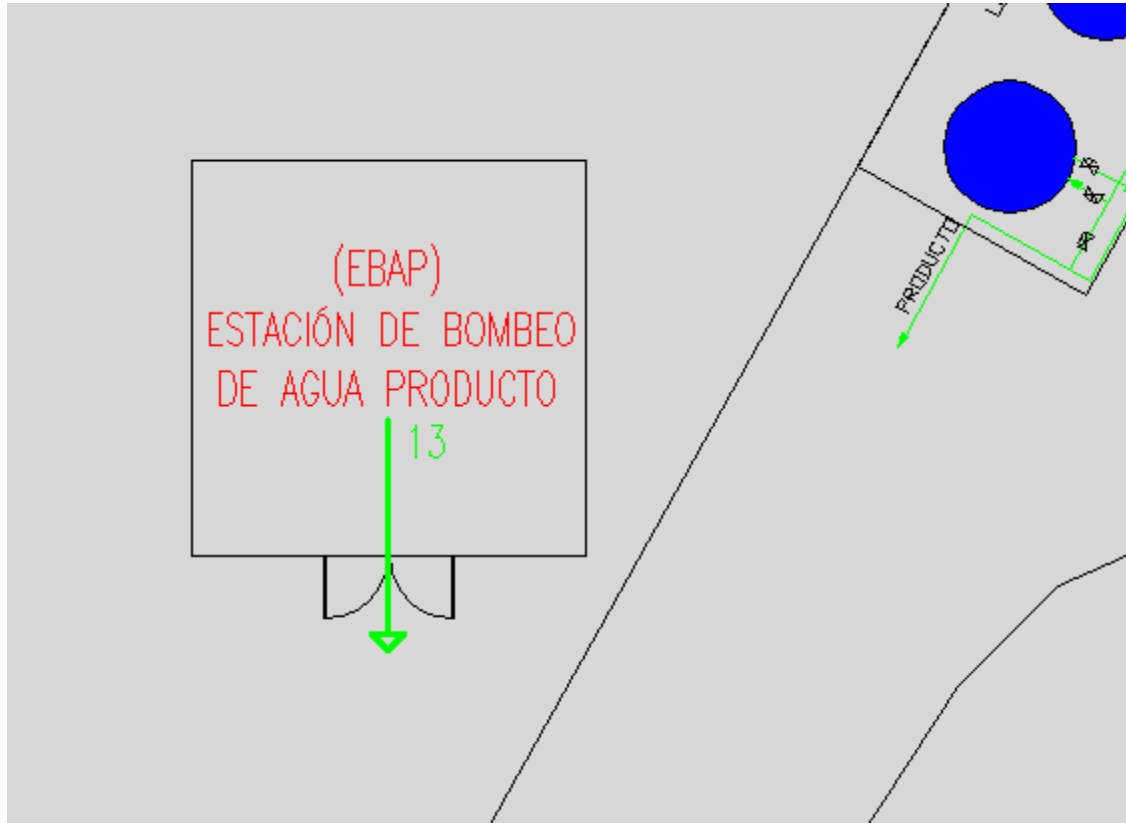 (EBAP)
ESTACIÓN DE BOMBEO
DE AGUA PRODUCTO
13
PRODUCTO